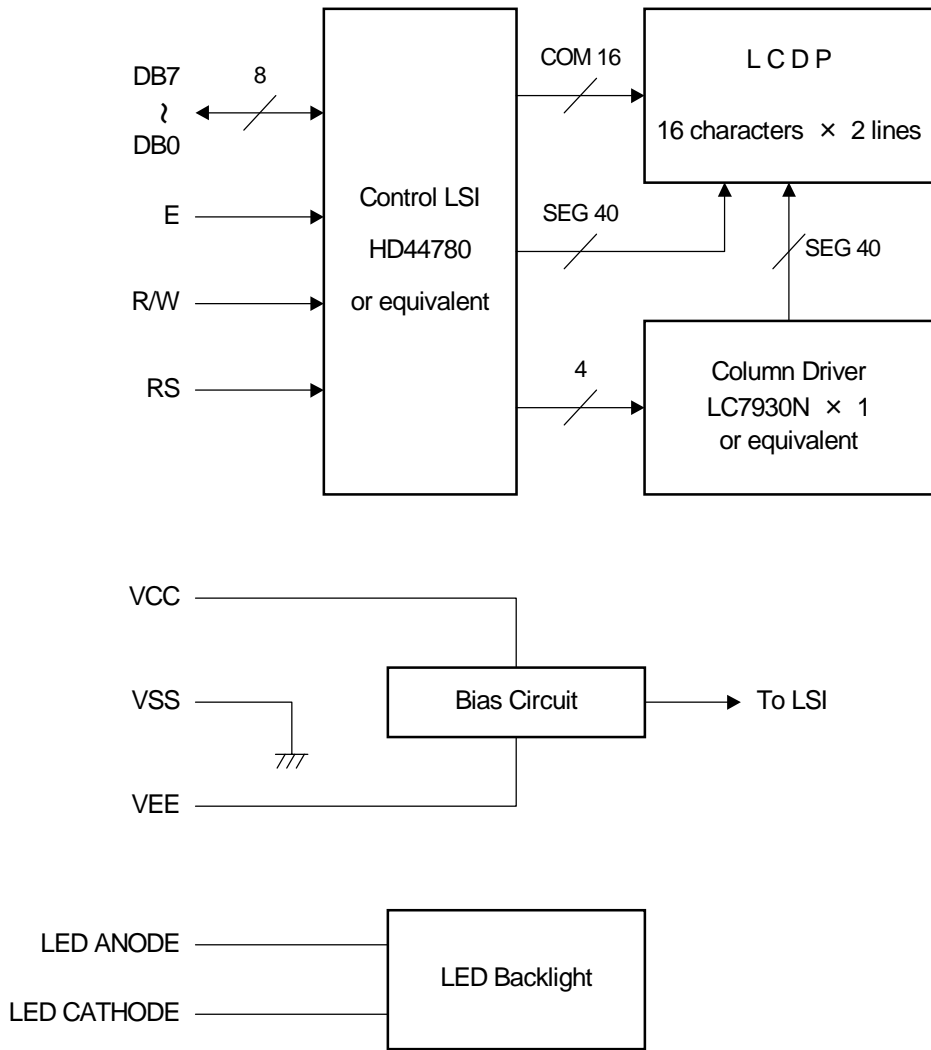 DB7
~
DB0
8
E
R/W
RS
Control LSI
HD44780
or equivalent
COM 16
SEG 40
4
L C D P
16 characters × 2 lines
SEG 40
Column Driver
LC7930N × 1
or equivalent
VCC
VSS
VEE
Bias Circuit
To LSI
LED ANODE
LED CATHODE
LED Backlight